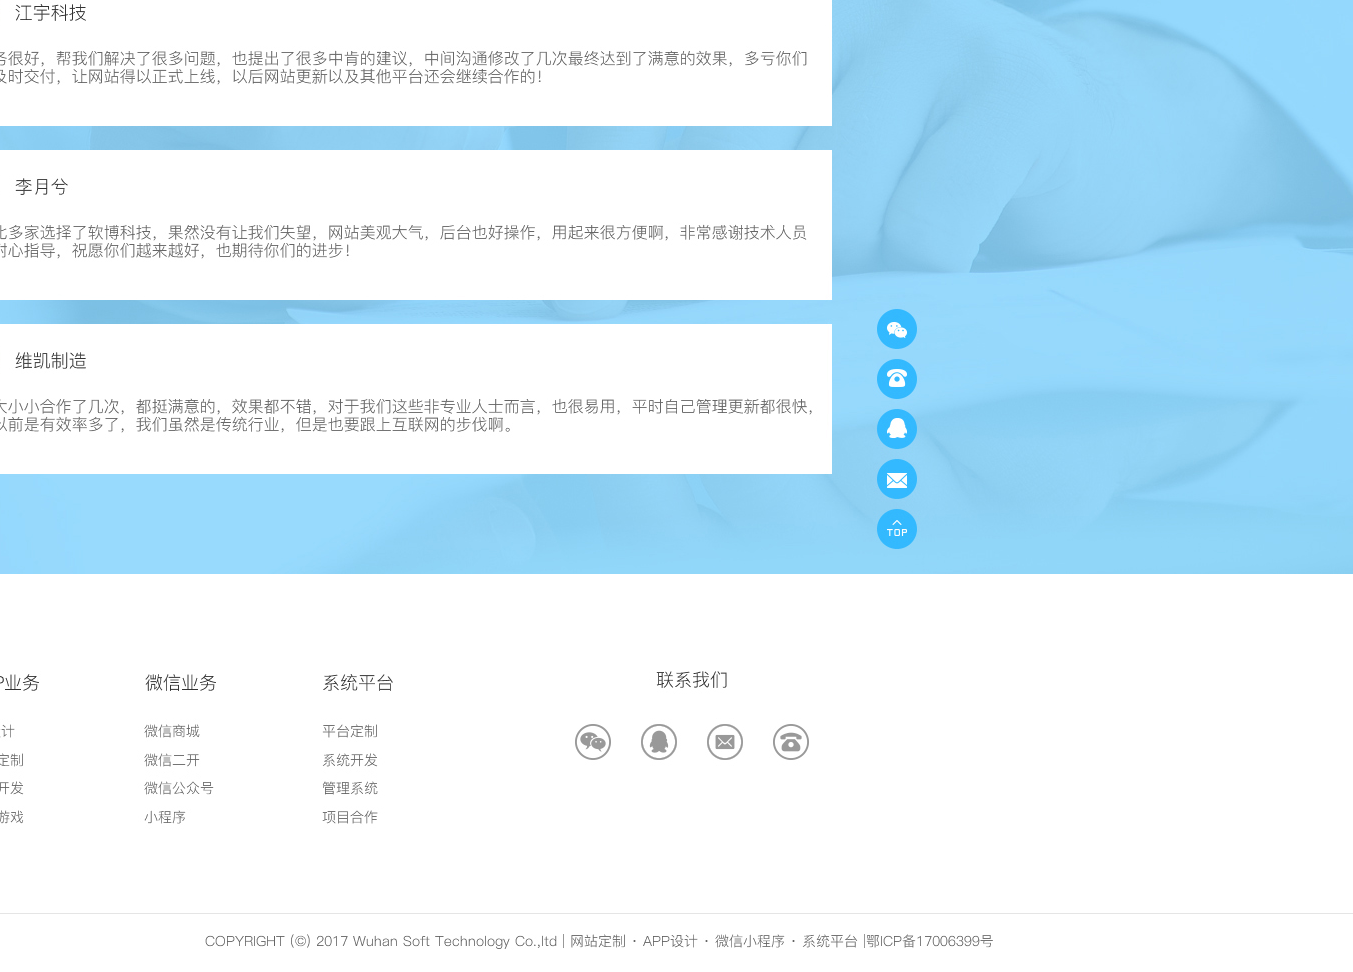 江宇科技
务很好，帮我们解决了很多问题，也提出了很多中肯的建议，中间沟通修改了几次最终达到了满意的效果，多亏你们
及时交付，让网站得以正式上线，以后网站更新以及其他平台还会继续合作的！
李月兮
比多家选择了软博科技，果然没有让我们失望，网站美观大气，后台也好操作，用起来很方便啊，非常感谢技术人员
耐心指导，祝愿你们越来越好，也期待你们的进步！
维凯制造
大小小合作了几次，都挺满意的，效果都不错，对于我们这些非专业人士而言，也很易用，平时自己管理更新都很快，
以前是有效率多了，我们虽然是传统行业，但是也要跟上互联网的步伐啊。
TOP
P业务
计
定制
开发
游戏
微信业务
微信商城
微信二开
微信公众号
小程序
系统平台
平台定制
系统开发
管理系统
项目合作
联系我们
COPYRIGHT (©) 2017 Wuhan Soft Technology Co.,ltd | 网站定制 · APP设计 · 微信小程序 · 系统平台 |鄂ICP备17006399号